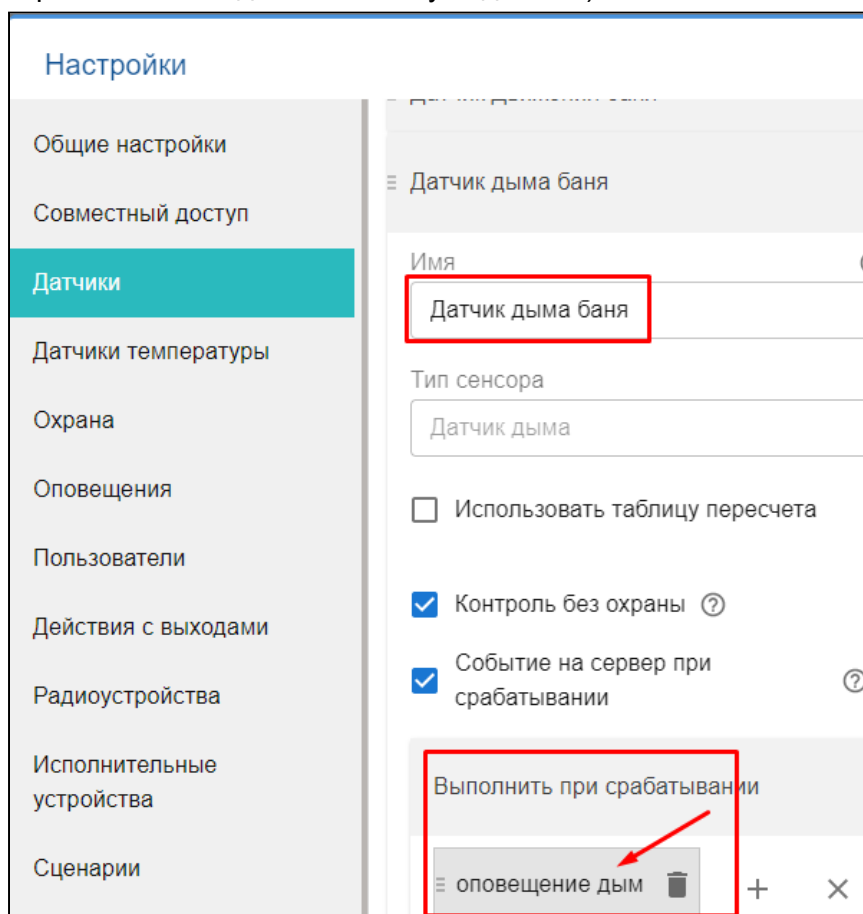 Настройки
Общие настройки
Совместный доступ
Датчики
Датчики температуры
Охрана
Оповещения
Пользователи
Действия с выходами
Радиоустройства
Исполнительные
устройства
Сценарии
Датчик дыма баня
Имя
Датчик дыма баня
Тип сенсора
Датчик дыма
Использовать таблицу пересчета
Контроль без охраны
Событие на сервер при
срабатывании
Выполнить при срабатывании
оповещение дым